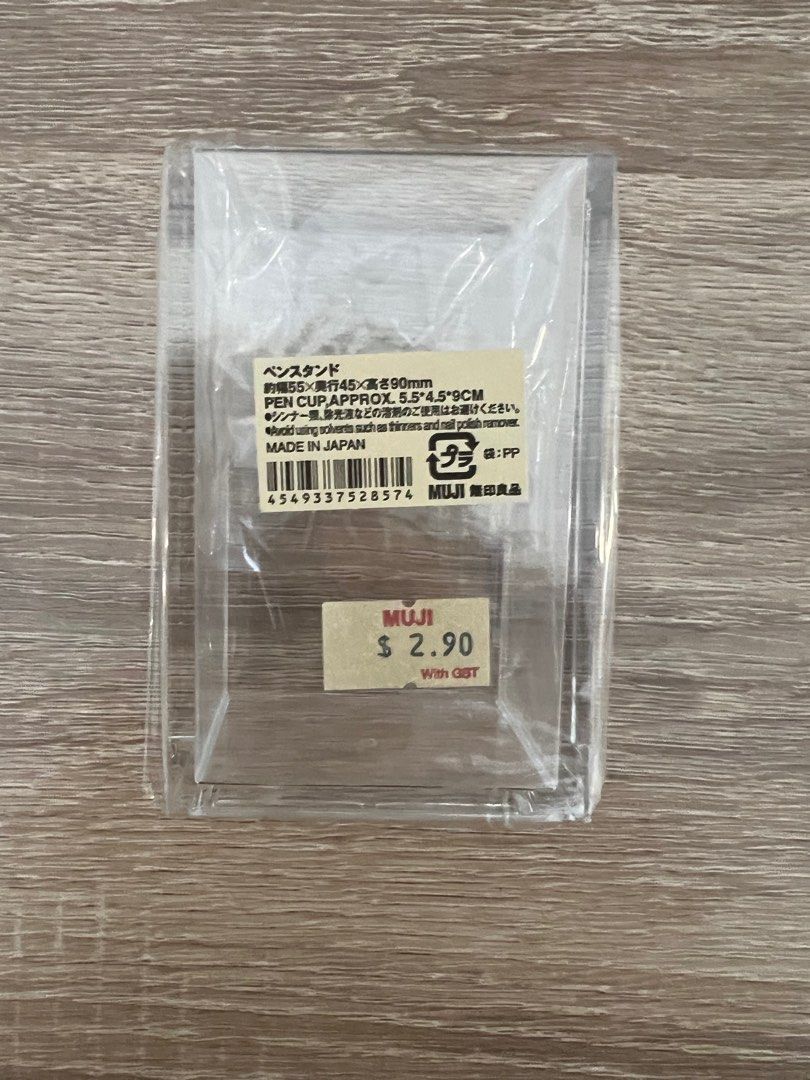 ペンスタンド
約幅55×奥行45×高さ90mm
PEN CUP,APPROX. 5.5*4.5*9CM
●シンナー類、除光液などの溶剤のご使用はお避けください。
●Avoid using solvents such as thinners and nail polish remover.
MADE IN JAPAN
プラ 袋:PP
4549337528574
MUJI 無印良品
MUJI
$ 2.90
With GST